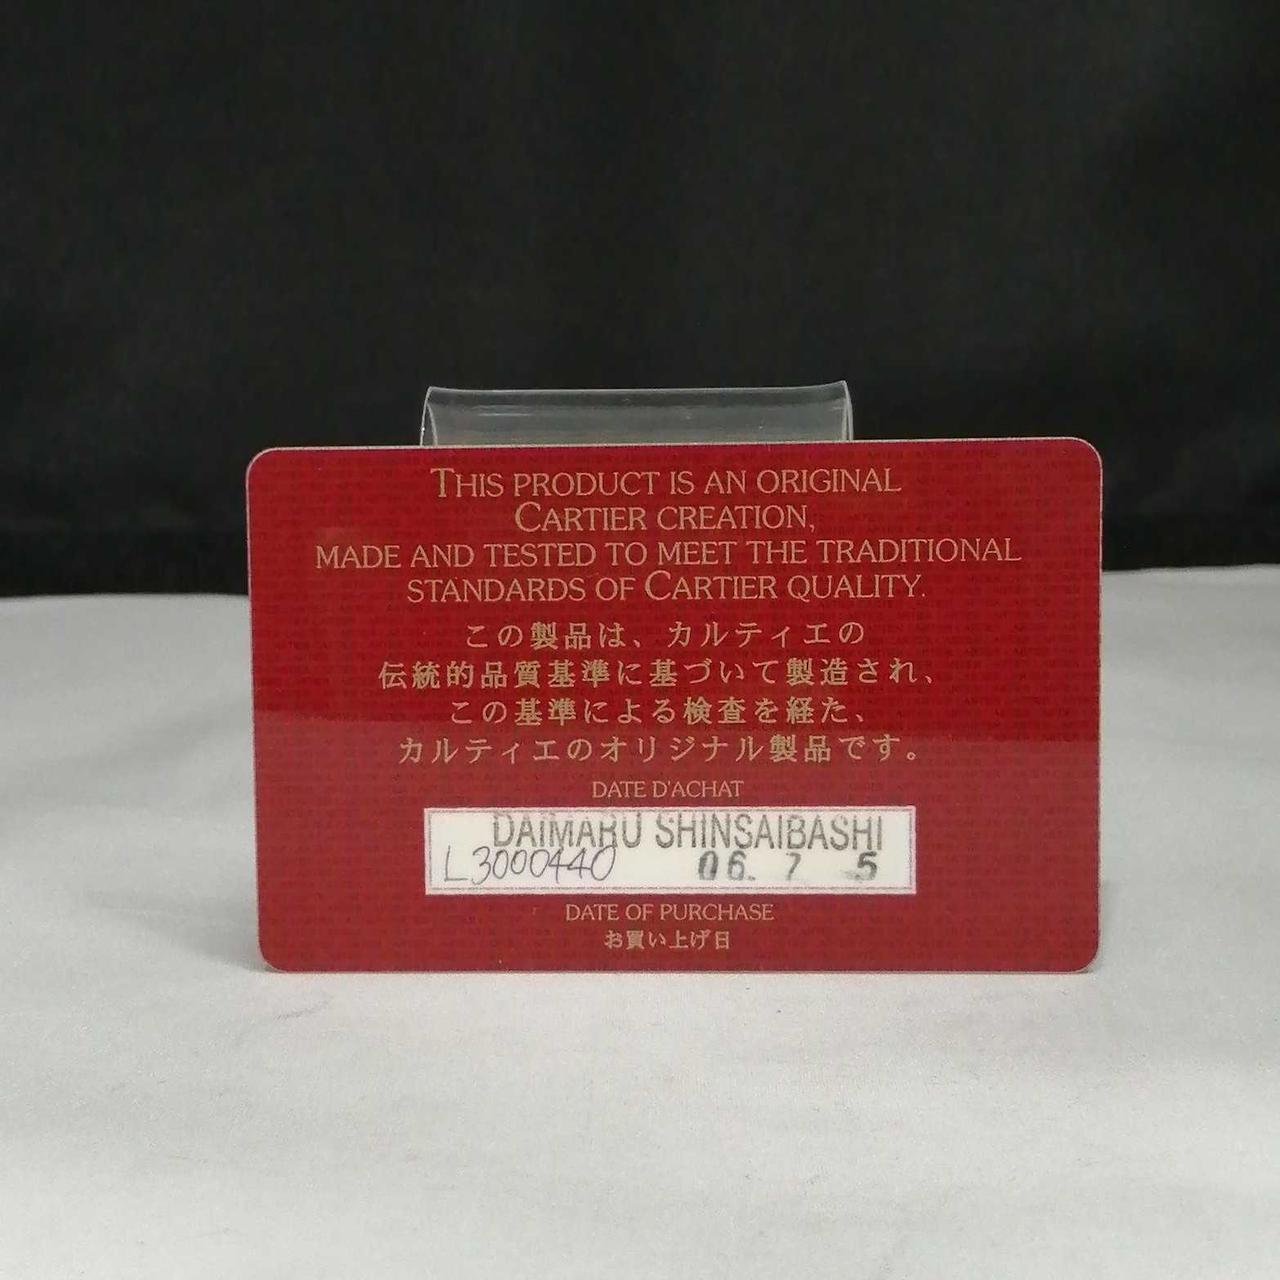 THIS PRODUCT IS AN ORIGINAL
CARTIER CREATION,
MADE AND TESTED TO MEET THE TRADITIONAL
STANDARDS OF CARTIER QUALITY.
この製品は、カルティエの
伝統的品質基準に基づいて製造され、
この基準による検査を経た、
カルティエのオリジナル製品です。
DATE D'ACHAT
DAIMARU SHINSAIBASHI
L3000440 06. 7 5
DATE OF PURCHASE
お買い上げ日